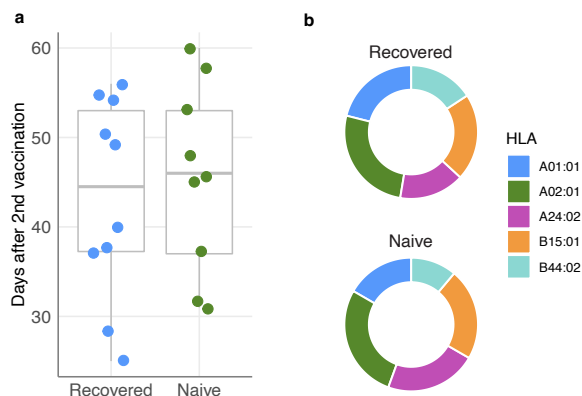 a
Days after 2nd vaccination
60
50
40
30
Recovered
Naive
b
Recovered
Naive
HLA
A01:01
A02:01
A24:02
B15:01
B44:02